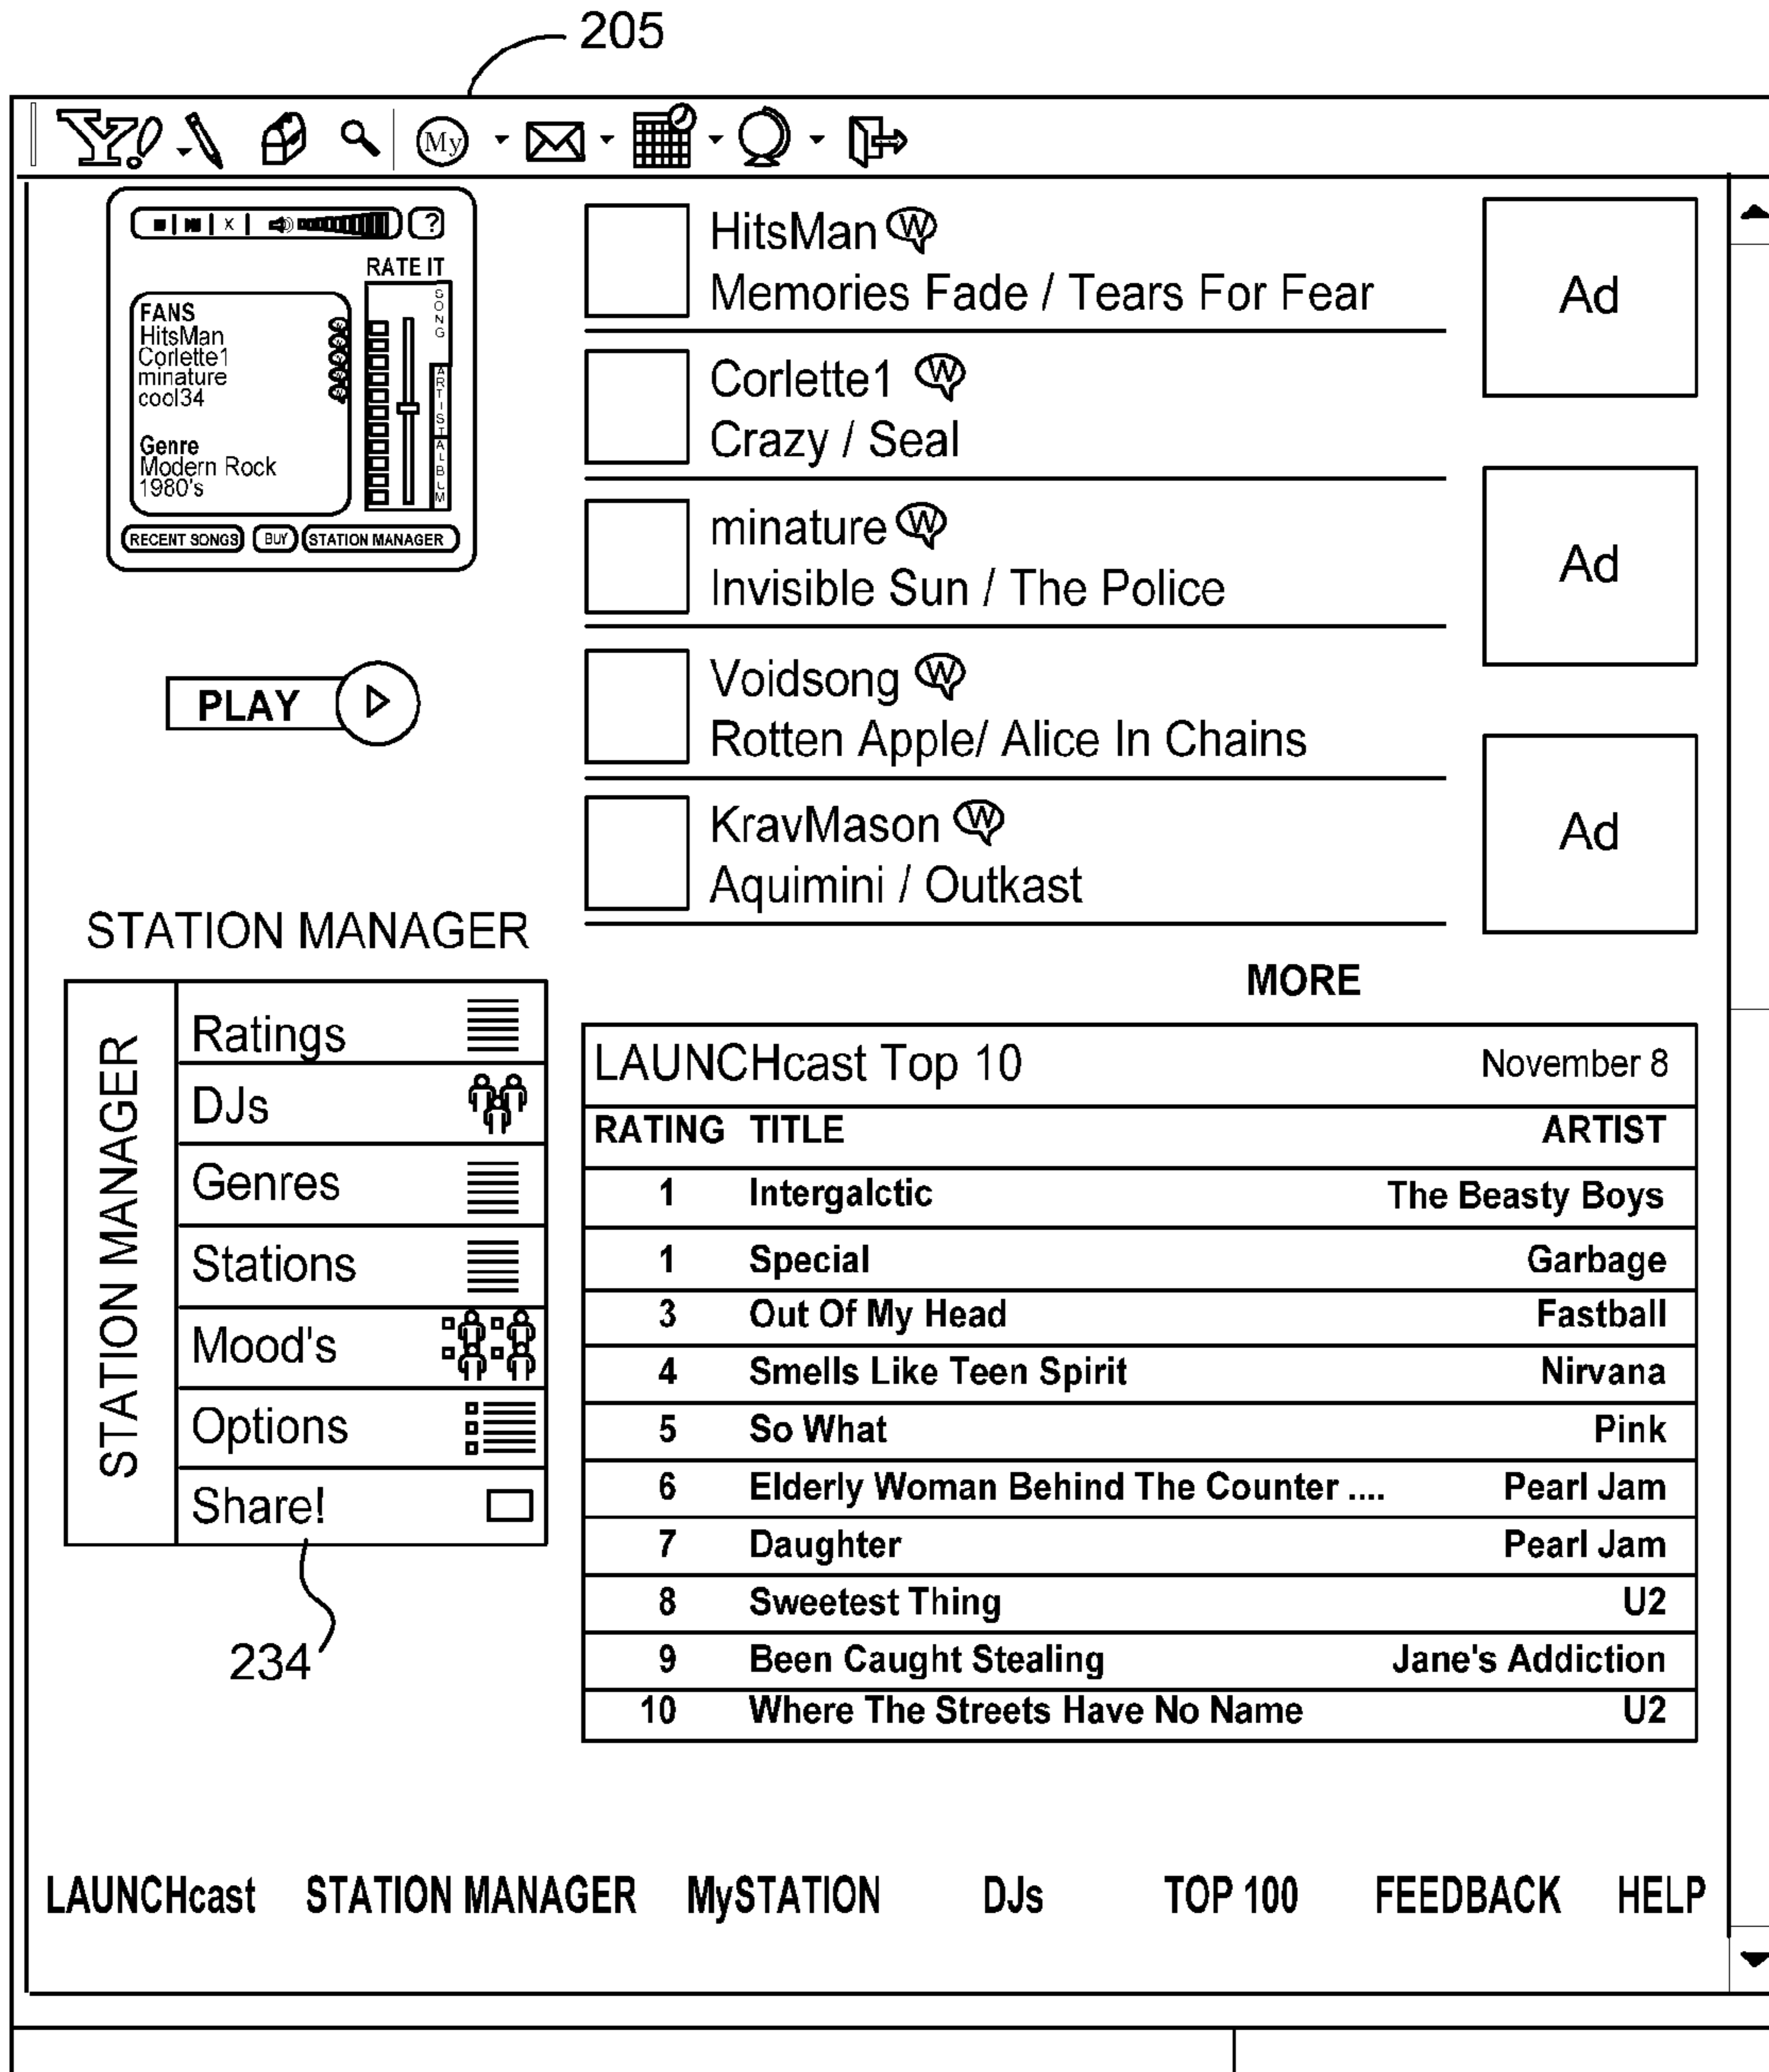 205
Y!
My
?
RATE IT
SONG
ARTIST
ALBUM
FANS
HitsMan
Corlette1
minature
cool34
Genre
Modern Rock
1980's
RECENT SONGS BUY STATION MANAGER
PLAY
HitsMan W
Memories Fade / Tears For Fear
Corlette1 W
Crazy / Seal
minature W
Invisible Sun / The Police
Voidsong W
Rotten Apple/ Alice In Chains
KravMason W
Aquimini / Outkast
Ad
Ad
Ad
MORE
STATION MANAGER
STATION MANAGER
Ratings
DJs
Genres
Stations
Mood's
Options
Share!
234
LAUNCHcast Top 10 November 8
RATING TITLE ARTIST
1 Intergalctic The Beasty Boys
1 Special Garbage
3 Out Of My Head Fastball
4 Smells Like Teen Spirit Nirvana
5 So What Pink
6 Elderly Woman Behind The Counter .... Pearl Jam
7 Daughter Pearl Jam
8 Sweetest Thing U2
9 Been Caught Stealing Jane's Addiction
10 Where The Streets Have No Name U2
LAUNCHcast STATION MANAGER MySTATION DJs TOP 100 FEEDBACK HELP